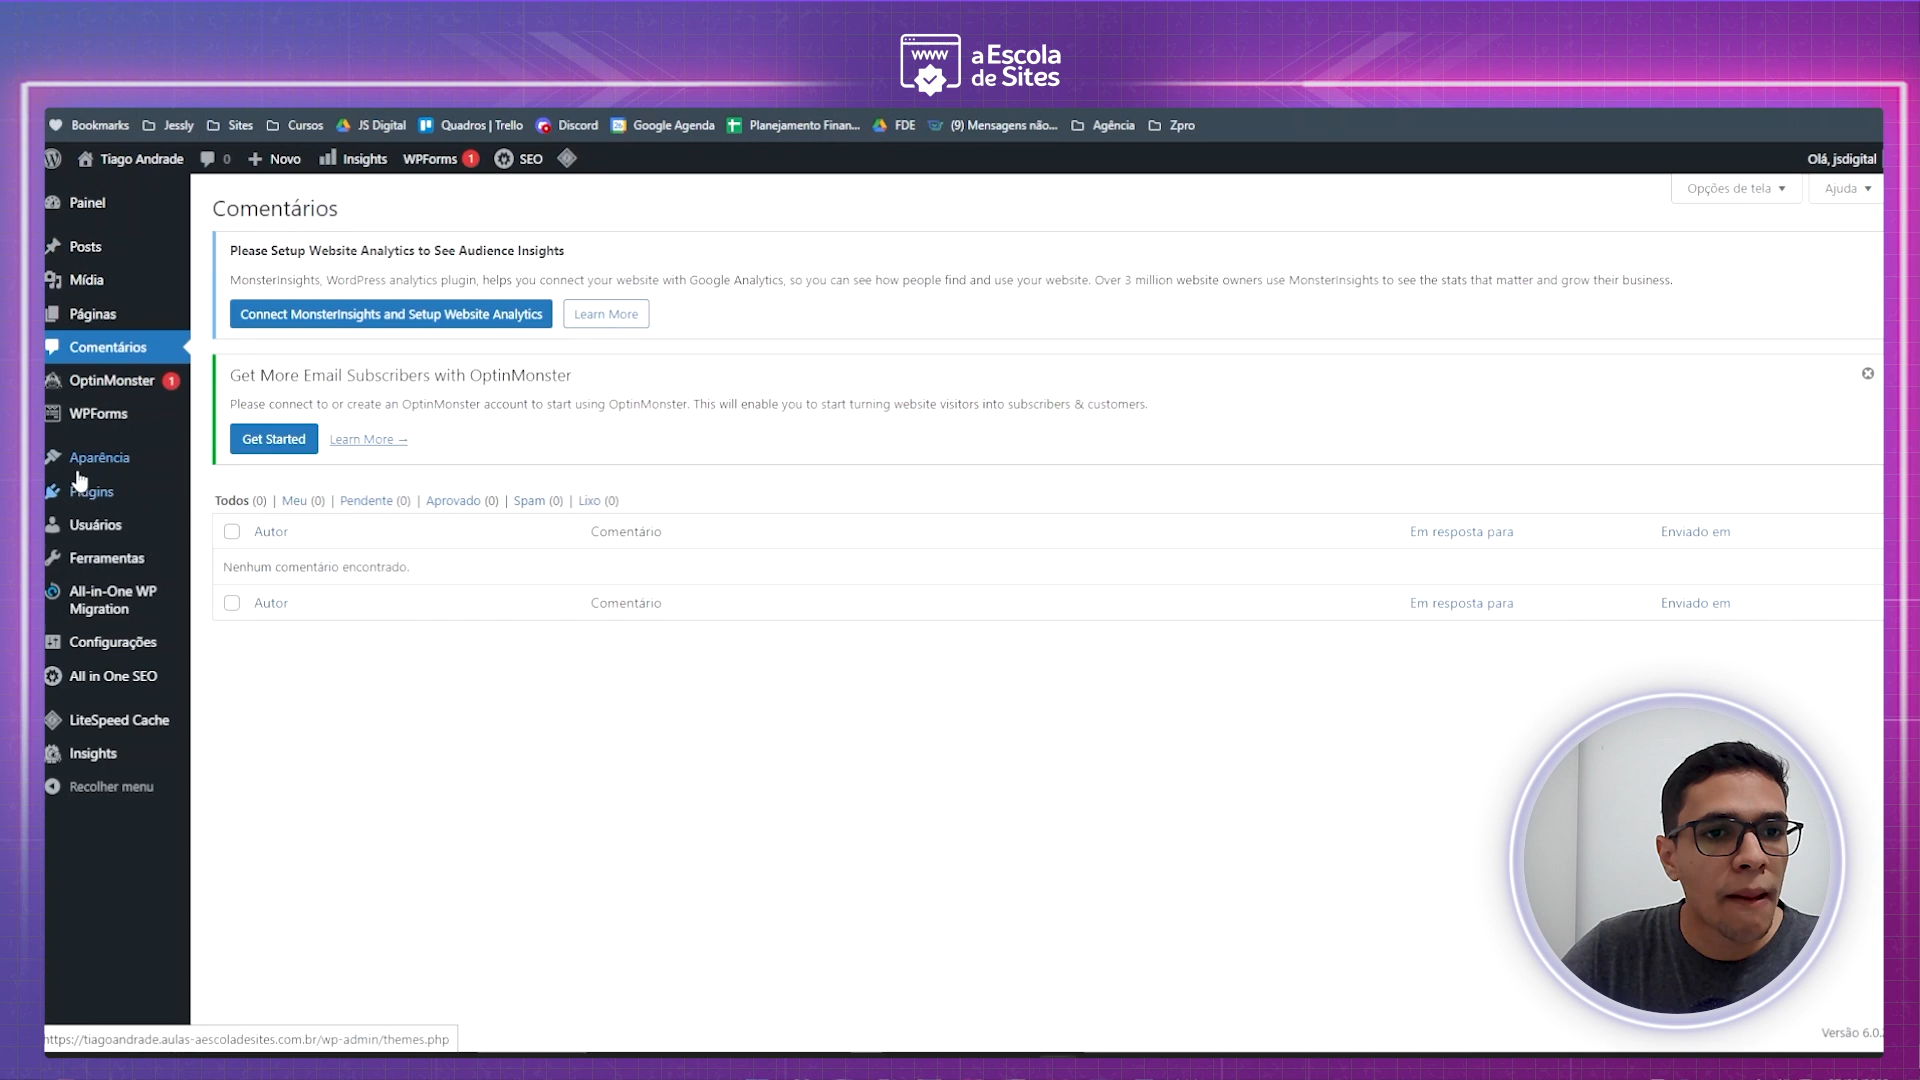 www
a Escola
de Sites
Bookmarks Jessly Sites Cursos JS Digital Quadros | Trello Discord Google Agenda Planejamento Finan... FDE (9) Mensagens não... Agência Zpro
Tiago Andrade 0 Novo Insights WPForms 1 SEO Olá, jsdigital
Opções de tela Ajuda
Painel
Posts
Mídia
Páginas
Comentários
OptinMonster 1
WPForms
Aparência
Plugins
Usuários
Ferramentas
All-in-One WP
Migration
Configurações
All in One SEO
LiteSpeed Cache
Insights
Recolher menu
Comentários
Please Setup Website Analytics to See Audience Insights
MonsterInsights, WordPress analytics plugin, helps you connect your website with Google Analytics, so you can see how people find and use your website. Over 3 million website owners use MonsterInsights to see the stats that matter and grow their business.
Connect MonsterInsights and Setup Website Analytics Learn More
Get More Email Subscribers with OptinMonster
Please connect to or create an OptinMonster account to start using OptinMonster. This will enable you to start turning website visitors into subscribers & customers.
Get Started Learn More →
Todos (0) | Meu (0) | Pendente (0) | Aprovado (0) | Spam (0) | Lixo (0)
Autor Comentário Em resposta para Enviado em
Nenhum comentário encontrado.
Autor Comentário Em resposta para Enviado em
https://tiagoandrade.aulas-aescoladesites.com.br/wp-admin/themes.php
Versão 6.0.